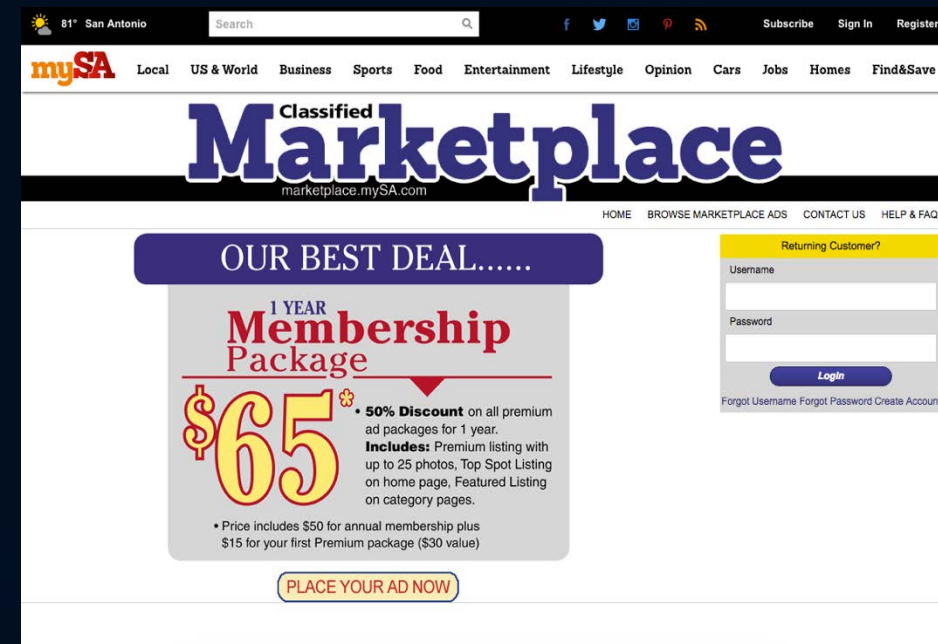 81° San Antonio
Search
Subscribe Sign In Register
mySA Local US & World Business Sports Food Entertainment Lifestyle Opinion Cars Jobs Homes Find&Save
Classified
Marketplace
marketplace.mySA.com
HOME BROWSE MARKETPLACE ADS CONTACT US HELP & FAQ
OUR BEST DEAL......
1 YEAR
Membership
Package
$65*
• 50% Discount on all premium
ad packages for 1 year.
Includes: Premium listing with
up to 25 photos, Top Spot Listing
on home page, Featured Listing
on category pages.
• Price includes $50 for annual membership plus
$15 for your first Premium package ($30 value)
PLACE YOUR AD NOW
Returning Customer?
Username
Password
Login
Forgot Username Forgot Password Create Accoun